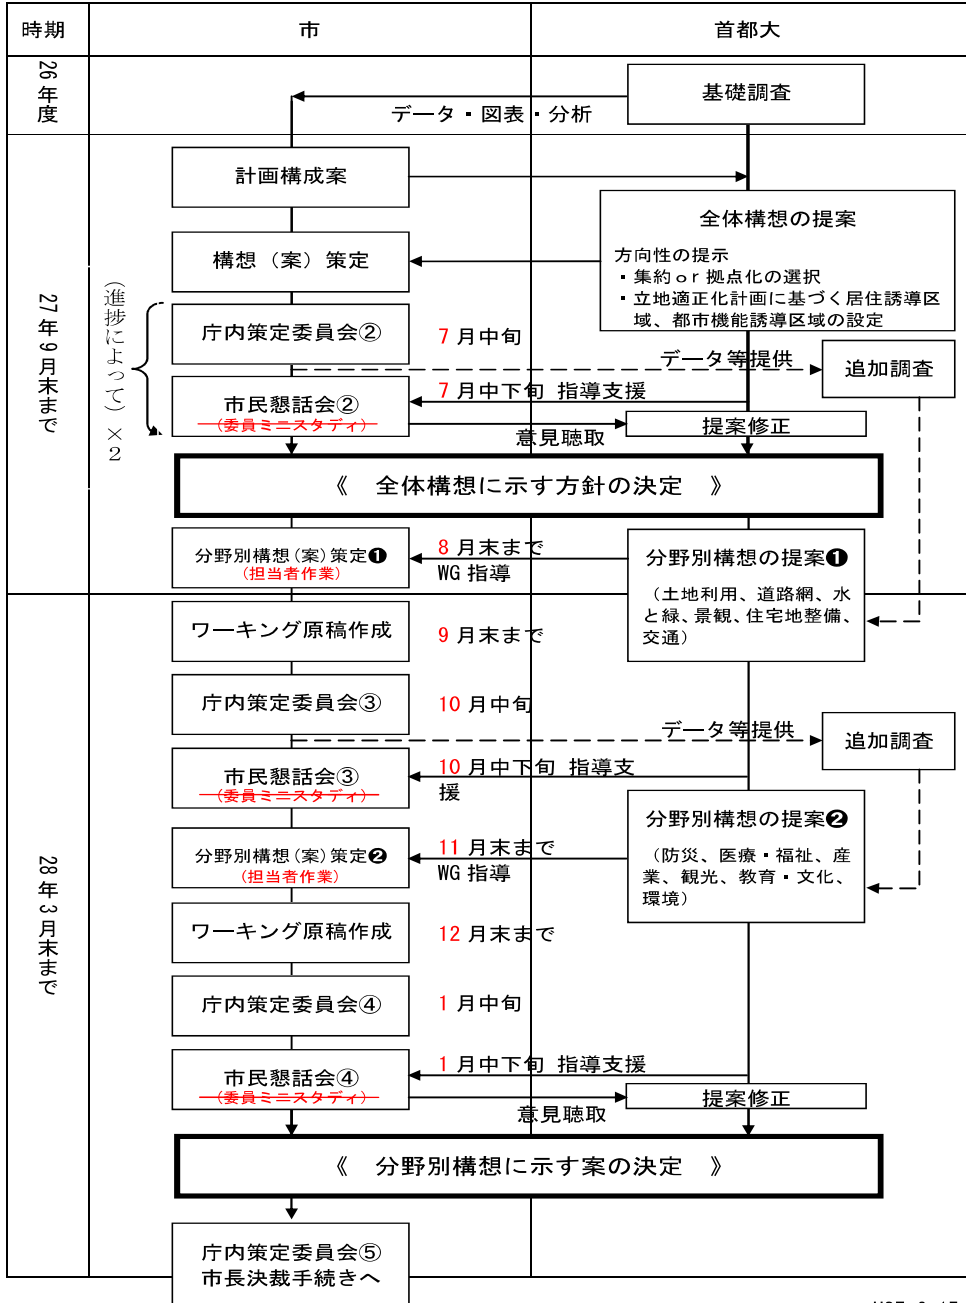 時期
市
首都大
26年度
基礎調査
データ・図表・分析
27年9月末まで
計画構成案
全体構想の提案
方向性の提示
・集約or拠点化の選択
・立地適正化計画に基づく居住誘導区
域、都市機能誘導区域の設定
構想（案）策定
（進捗によって）×2
庁内策定委員会②
7月中旬
データ等提供
追加調査
市民懇話会②
（委員ミニスタディ）
7月中下旬 指導支援
意見聴取
提案修正
《 全体構想に示す方針の決定 》
分野別構想（案）策定❶
（担当者作業）
8月末まで
WG指導
分野別構想の提案❶
（土地利用、道路網、水
と緑、景観、住宅地整備、
交通）
28年3月末まで
ワーキング原稿作成
9月末まで
庁内策定委員会③
10月中旬
データ等提供
追加調査
市民懇話会③
（委員ミニスタディ）
10月中下旬 指導支
援
分野別構想の提案❷
（防災、医療・福祉、産
業、観光、教育・文化、
環境）
分野別構想（案）策定❷
（担当者作業）
11月末まで
WG指導
ワーキング原稿作成
12月末まで
庁内策定委員会④
1月中旬
市民懇話会④
（委員ミニスタディ）
1月中下旬 指導支援
意見聴取
提案修正
《 分野別構想に示す案の決定 》
庁内策定委員会⑤
市長決裁手続きへ